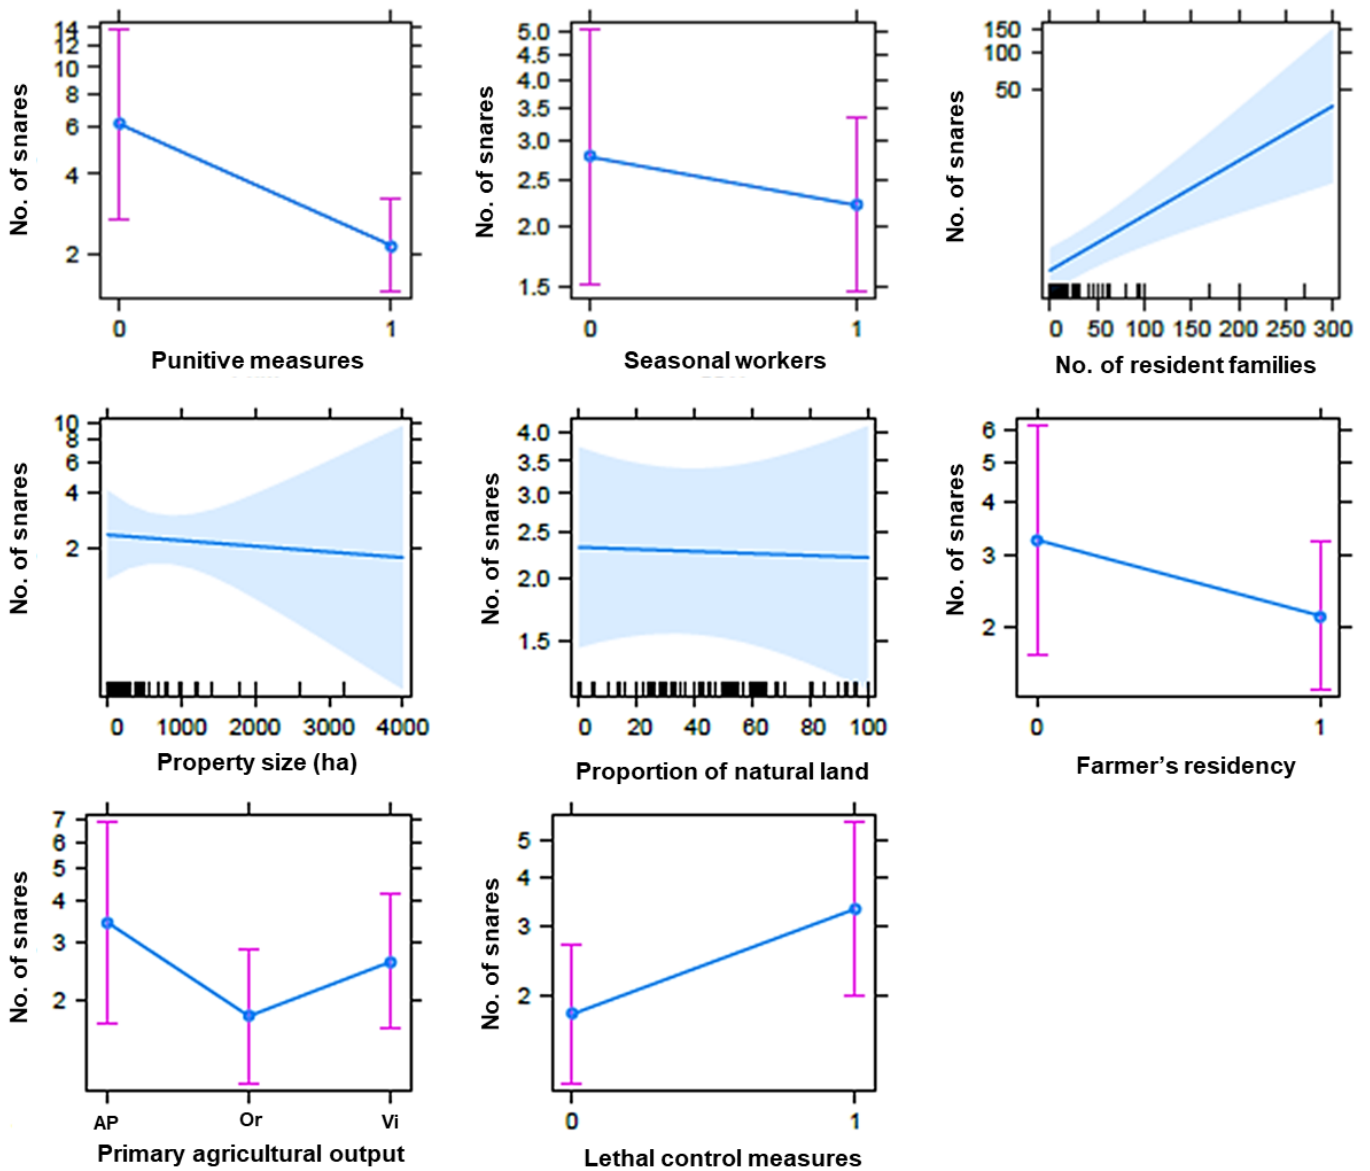 14
12
10
8
6
4
2
No. of snares
0 1
Punitive measures
5.0
4.5
4.0
3.5
3.0
2.5
2.0
1.5
No. of snares
0 1
Seasonal workers
150
100
50
No. of snares
0 50 100 150 200 250 300
No. of resident families
10
8
6
4
2
No. of snares
0 1000 2000 3000 4000
Property size (ha)
4.0
3.5
3.0
2.5
2.0
1.5
No. of snares
0 20 40 60 80 100
Proportion of natural land
6
5
4
3
2
No. of snares
0 1
Farmer's residency
7
6
5
4
3
2
No. of snares
AP Or Vi
Primary agricultural output
5
4
3
2
No. of snares
0 1
Lethal control measures